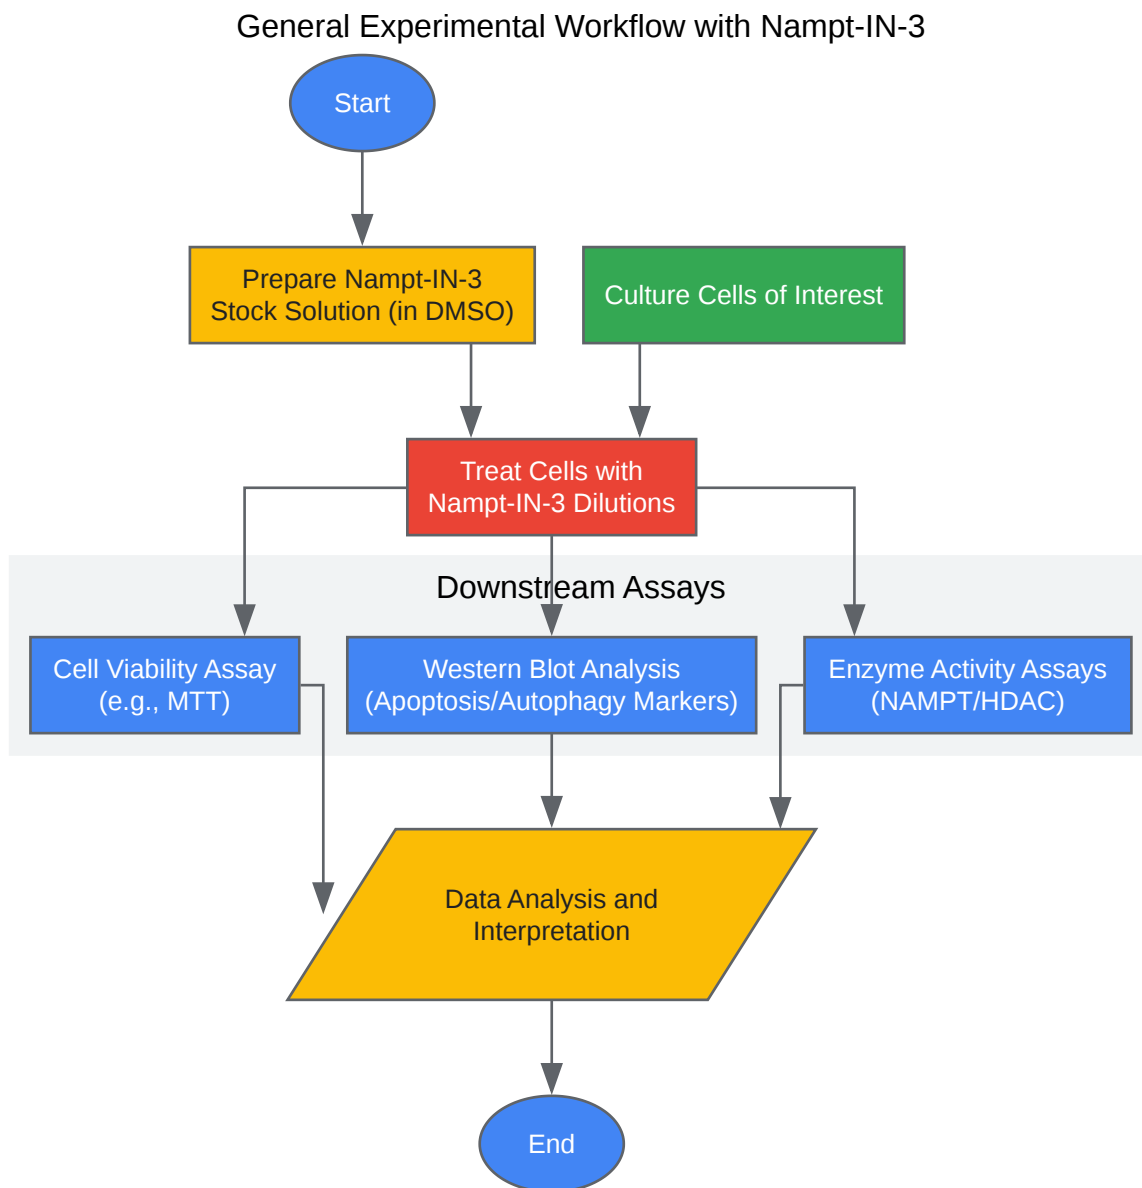 General Experimental Workflow with Nampt-IN-3
Start
Prepare Nampt-IN-3
Stock Solution (in DMSO)
Culture Cells of Interest
Treat Cells with
Nampt-IN-3 Dilutions
Downstream Assays
Cell Viability Assay
(e.g., MTT)
Western Blot Analysis
(Apoptosis/Autophagy Markers)
Enzyme Activity Assays
(NAMPT/HDAC)
Data Analysis and
Interpretation
End